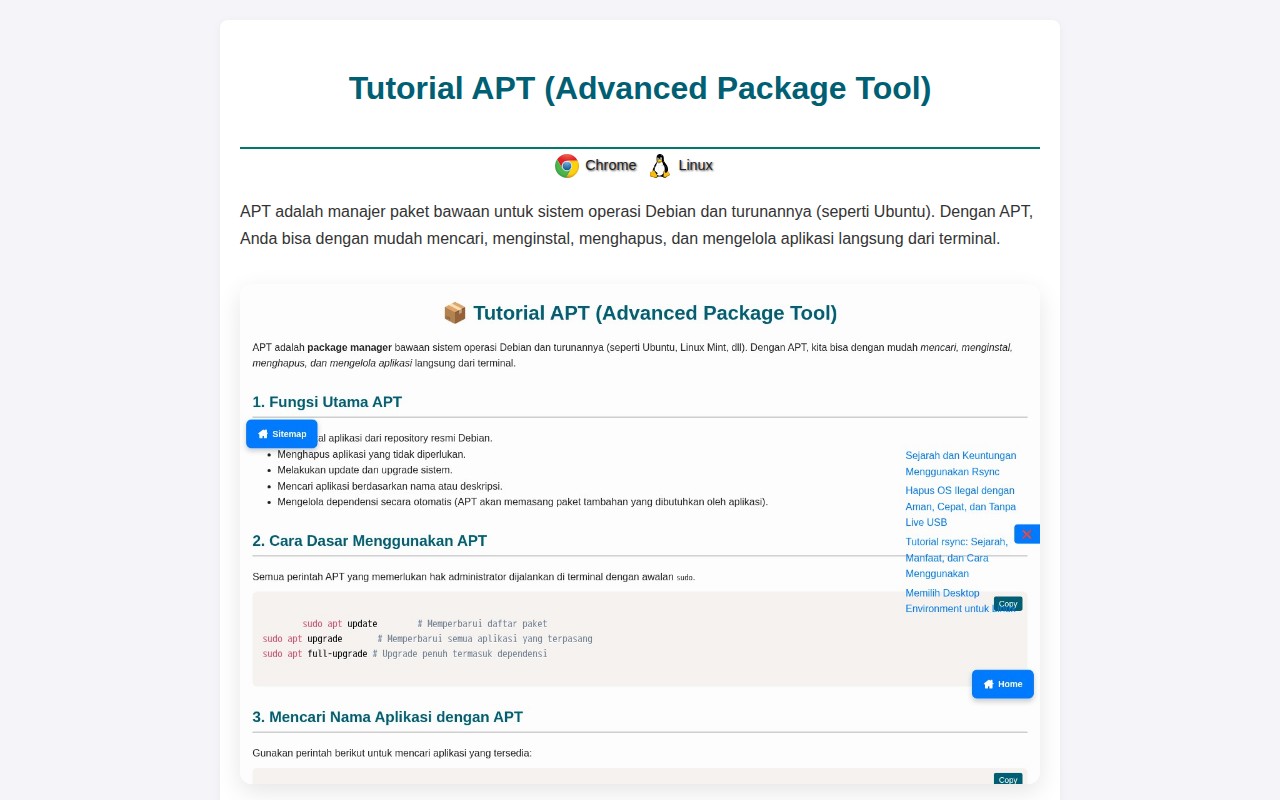 Tutorial APT (Advanced Package Tool)
Chrome Linux
APT adalah manajer paket bawaan untuk sistem operasi Debian dan turunannya (seperti Ubuntu). Dengan APT,
Anda bisa dengan mudah mencari, menginstal, menghapus, dan mengelola aplikasi langsung dari terminal.
📦 Tutorial APT (Advanced Package Tool)
APT adalah package manager bawaan sistem operasi Debian dan turunannya (seperti Ubuntu, Linux Mint, dll). Dengan APT, kita bisa dengan mudah mencari, menginstal,
menghapus, dan mengelola aplikasi langsung dari terminal.
1. Fungsi Utama APT
Sitemap
aplikasi dari repository resmi Debian.
• Menghapus aplikasi yang tidak diperlukan.
• Melakukan update dan upgrade sistem.
• Mencari aplikasi berdasarkan nama atau deskripsi.
• Mengelola dependensi secara otomatis (APT akan memasang paket tambahan yang dibutuhkan oleh aplikasi).
Sejarah dan Keuntungan
Menggunakan Rsync
Hapus OS Ilegal dengan
Aman, Cepat, dan Tanpa
Live USB
Tutorial rsync: Sejarah,
Manfaat, dan Cara
Menggunakan
Memilih Desktop
Environment untuk
2. Cara Dasar Menggunakan APT
Semua perintah APT yang memerlukan hak administrator dijalankan di terminal dengan awalan sudo.
Copy
sudo apt update # Memperbarui daftar paket
sudo apt upgrade # Memperbarui semua aplikasi yang terpasang
sudo apt full-upgrade # Upgrade penuh termasuk dependensi
Home
3. Mencari Nama Aplikasi dengan APT
Gunakan perintah berikut untuk mencari aplikasi yang tersedia:
Copy